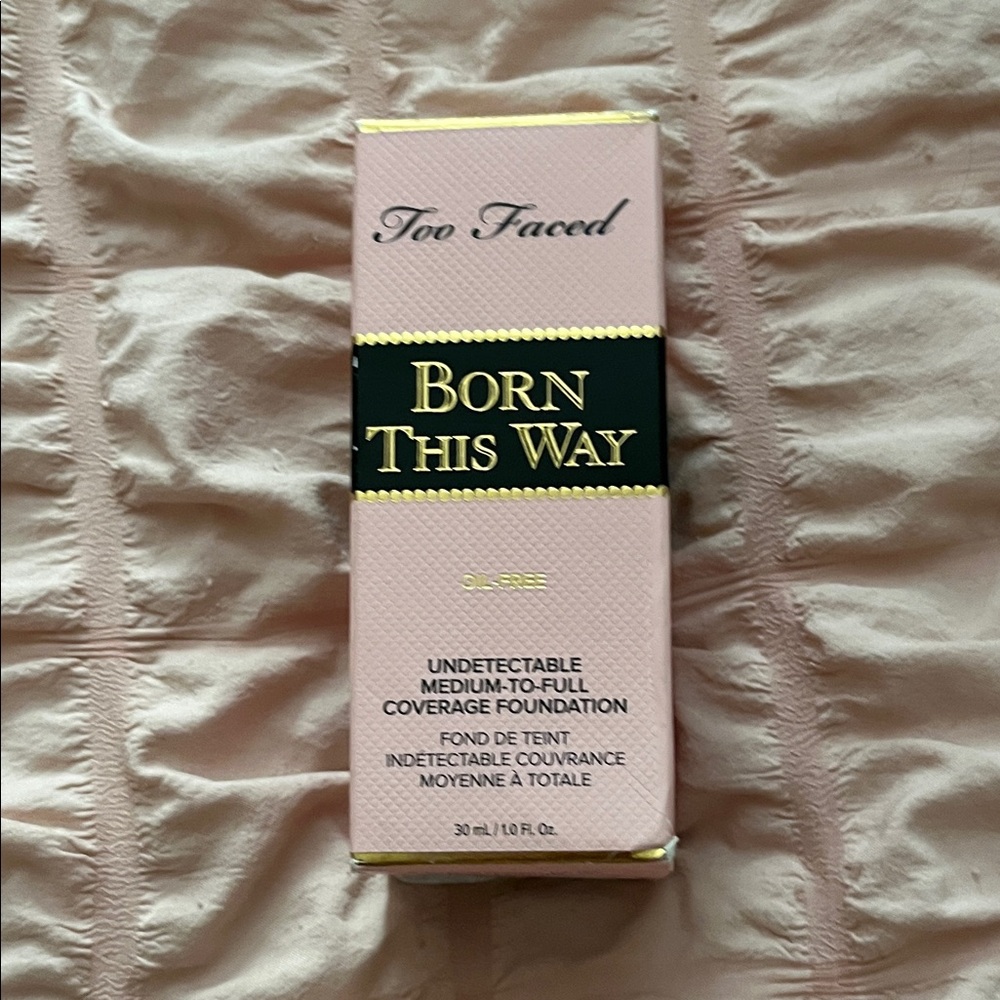 Too Faced
BORN
THIS WAY
OIL-FREE
UNDETECTABLE
MEDIUM-TO-FULL
COVERAGE FOUNDATION
FOND DE TEINT
INDÉTECTABLE COUVRANCE
MOYENNE À TOTALE
30 mL / 1.0 Fl. Oz.